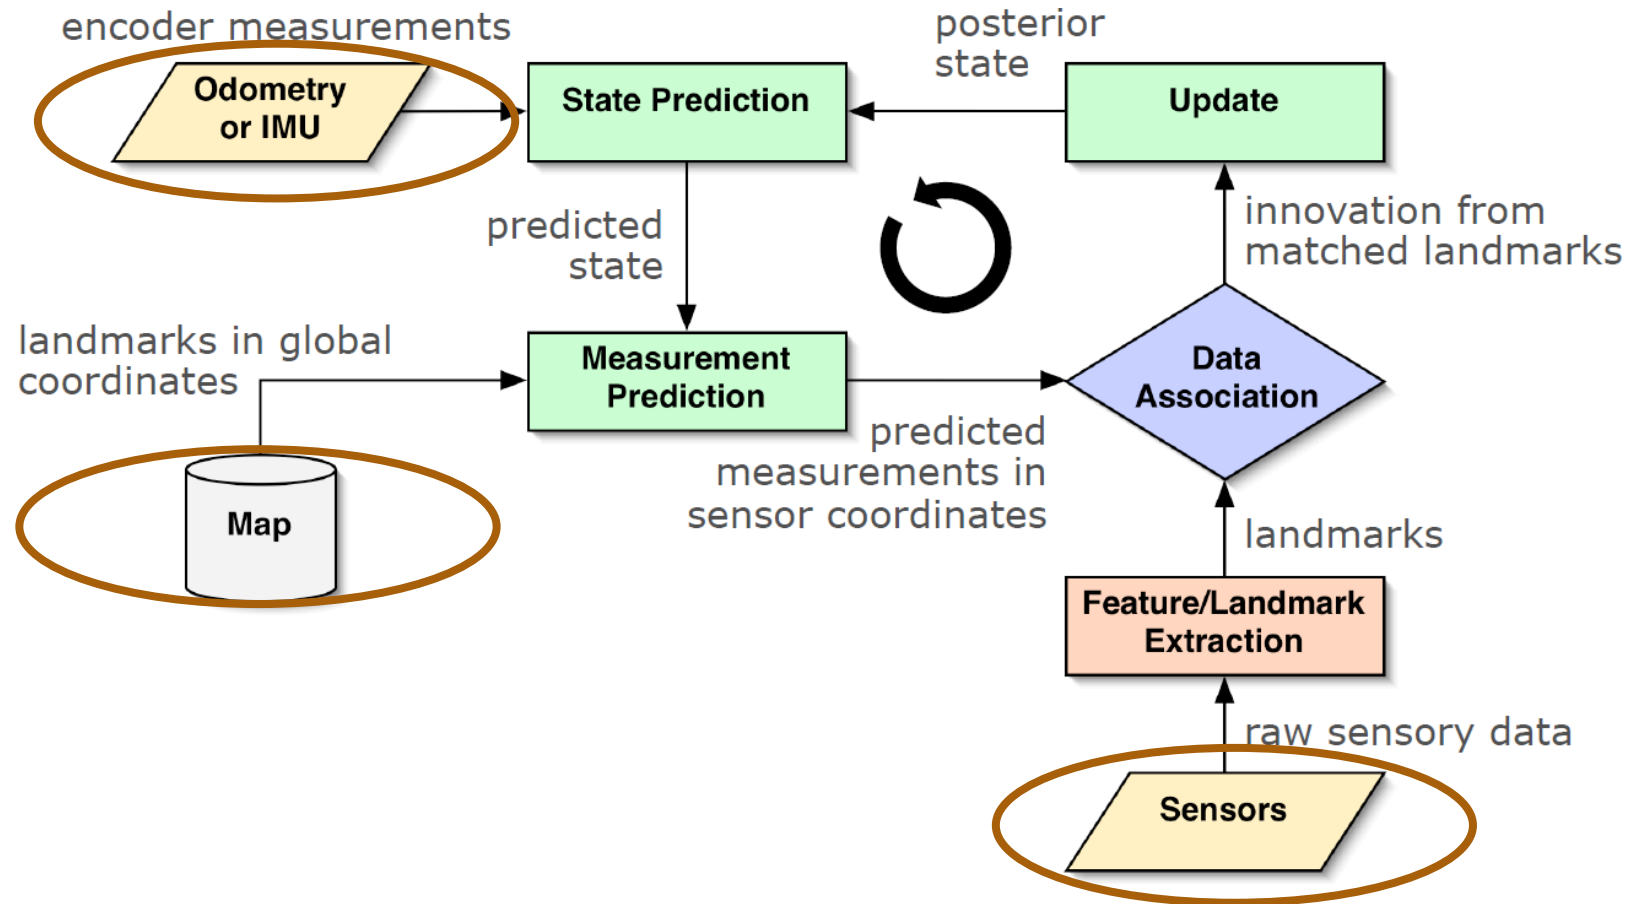 encoder measurements
Odometry
or IMU
State Prediction
posterior
state
Update
predicted
state
innovation from
matched landmarks
landmarks in global
coordinates
Measurement
Prediction
Data
Association
predicted
measurements in
sensor coordinates
Map
landmarks
Feature/Landmark
Extraction
raw sensory data
Sensors